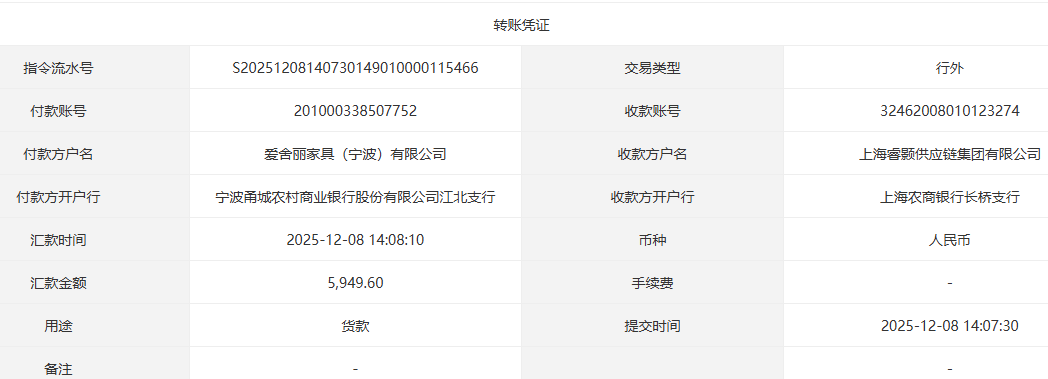 转账凭证
指令流水号 S20251208140730149010000115466 交易类型 行外
付款账号 201000338507752 收款账号 32462008010123274
付款方户名 爱舍丽家具（宁波）有限公司 收款方户名 上海睿颢供应链集团有限公司
付款方开户行 宁波甬城农村商业银行股份有限公司江北支行 收款方开户行 上海农商银行长桥支行
汇款时间 2025-12-08 14:08:10 币种 人民币
汇款金额 5,949.60 手续费 -
用途 货款 提交时间 2025-12-08 14:07:30
备注 - -